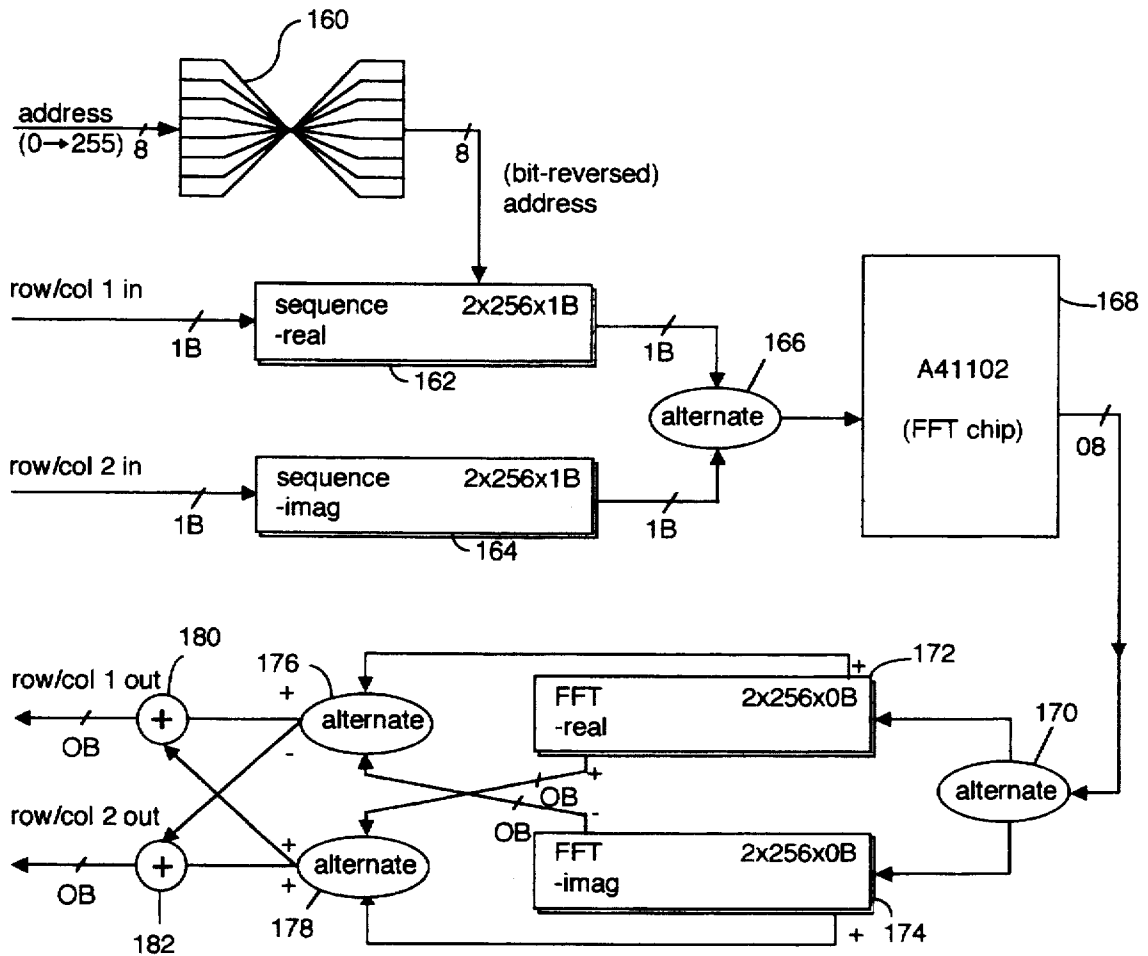 160
address
(0→255)
8
8
(bit-reversed)
address
row/col 1 in
1B
sequence 2x256x1B
-real
162
1B
166
alternate
168
A41102
(FFT chip)
08
row/col 2 in
1B
sequence 2x256x1B
-imag
164
1B
180
176
172
row/col 1 out
+
+
alternate
+
FFT 2x256x0B
-real
170
OB
-
+
OB
-
OB
alternate
row/col 2 out
+
+
+
alternate
FFT 2x256x0B
-imag
OB
182
178
+
174